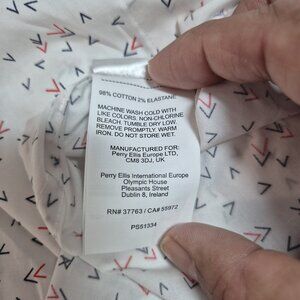 98% COTTON 2% ELASTANE
MACHINE WASH COLD WITH
LIKE COLORS. NON-CHLORINE
BLEACH. TUMBLE DRY LOW.
REMOVE PROMPTLY. WARM
IRON. DO NOT STORE WET.
MANUFACTURED FOR:
Perry Ellis Europe LTD,
CM8 3DJ, UK
Perry Ellis International Europe
Olympic House
Pleasants Street
Dublin 8, Ireland
RN# 37763 / CA# 55972
PS51334